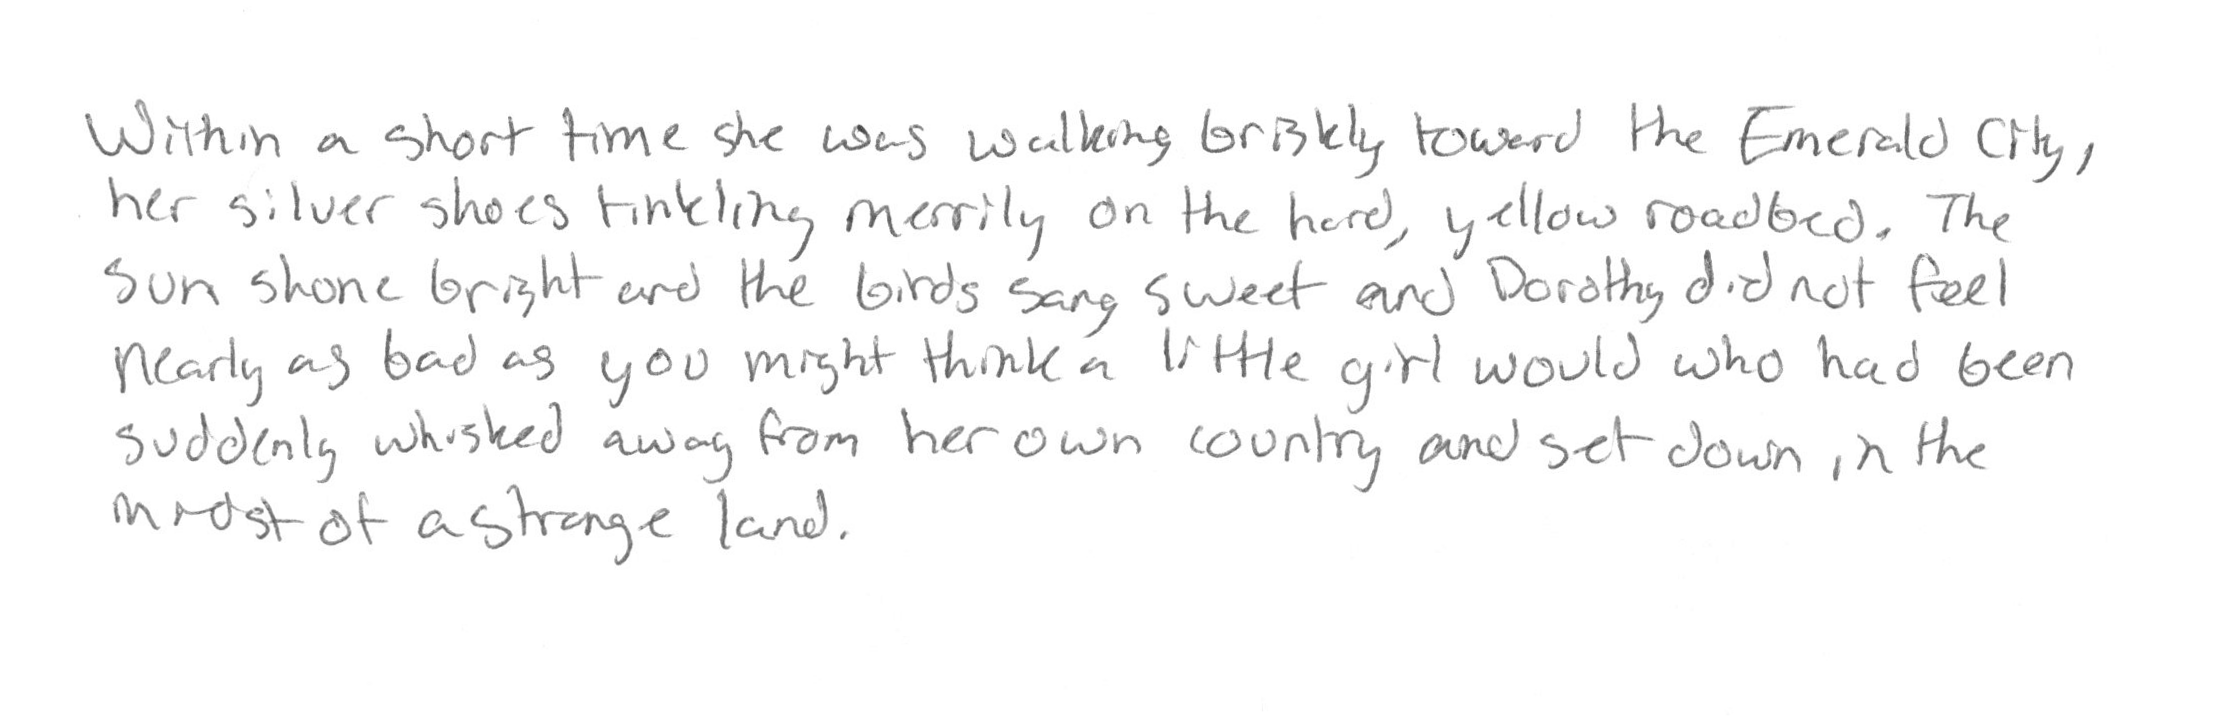 Within a short time she was walking briskly toward the Emerald City,
her silver shoes tinkling merrily on the hard, yellow roadbed. The
sun shone bright and the birds sang sweet and Dorothy did not feel
nearly as bad as you might think a little girl would who had been
suddenly whisked away from her own country and set down in the
midst of a strange land.